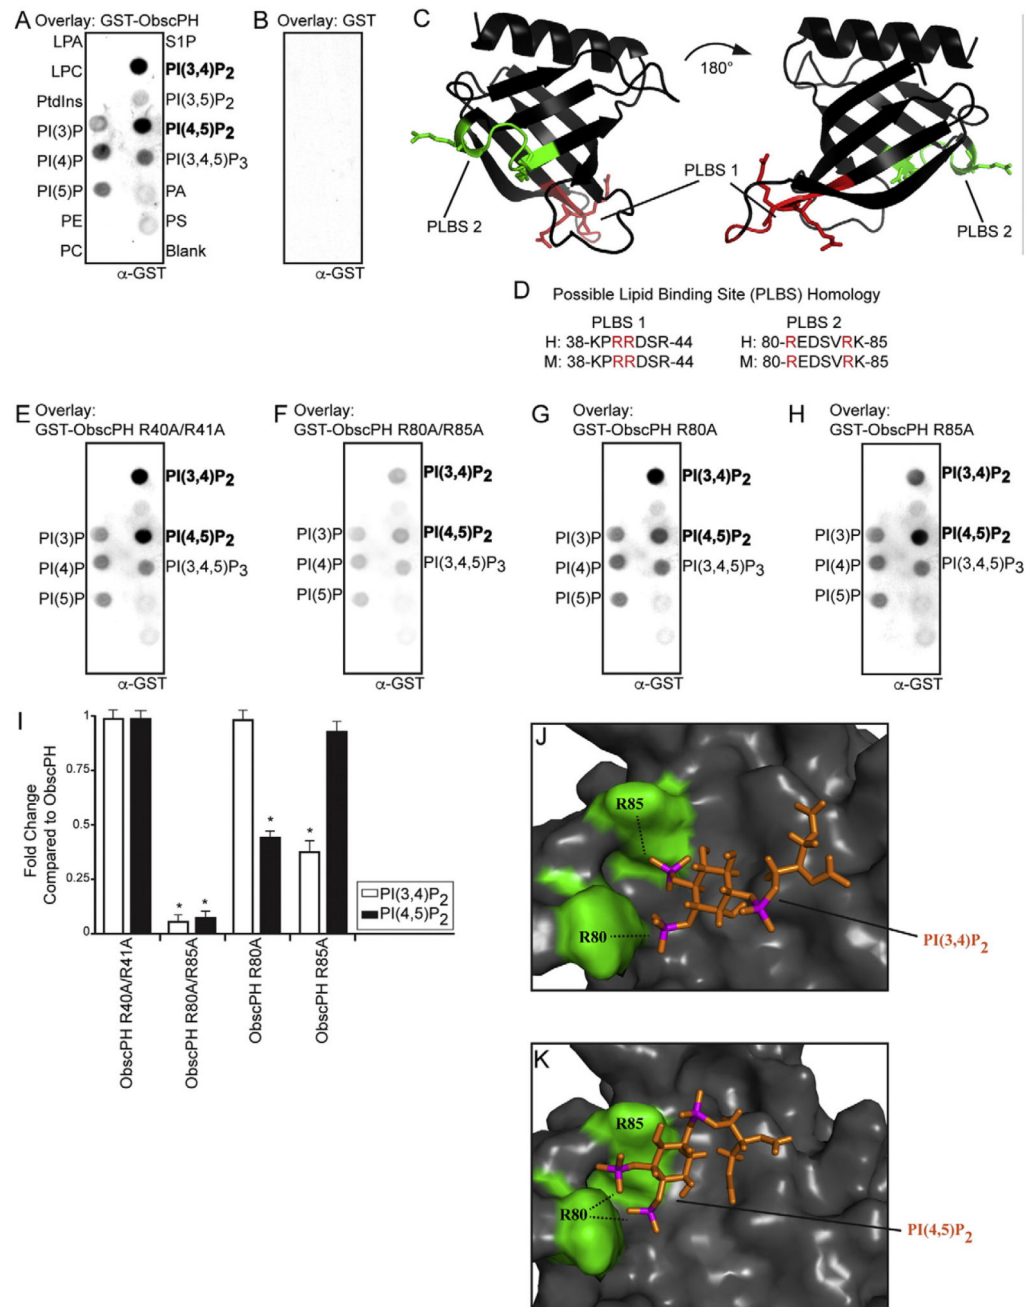 A Overlay: GST-ObscPH
LPA S1P
LPC PI(3,4)P2
PtdIns PI(3,5)P2
PI(3)P PI(4,5)P2
PI(4)P PI(3,4,5)P3
PI(5)P PA
PE PS
PC Blank
α-GST
B Overlay: GST
α-GST
C
180°
PLBS 1
PLBS 2
PLBS 2
D Possible Lipid Binding Site (PLBS) Homology
PLBS 1 PLBS 2
H: 38-KPRRDSR-44 H: 80-REDSVRK-85
M: 38-KPRRDSR-44 M: 80-REDSVRK-85
E Overlay:
GST-ObscPH R40A/R41A
PI(3,4)P2
PI(3)P PI(4,5)P2
PI(4)P PI(3,4,5)P3
PI(5)P
α-GST
F Overlay:
GST-ObscPH R80A/R85A
PI(3,4)P2
PI(3)P PI(4,5)P2
PI(4)P PI(3,4,5)P3
PI(5)P
α-GST
G Overlay:
GST-ObscPH R80A
PI(3,4)P2
PI(3)P PI(4,5)P2
PI(4)P PI(3,4,5)P3
PI(5)P
α-GST
H Overlay:
GST-ObscPH R85A
PI(3,4)P2
PI(3)P PI(4,5)P2
PI(4)P PI(3,4,5)P3
PI(5)P
α-GST
I
Fold Change
Compared to ObscPH
1
0.75
0.5
0.25
0
* * * *
PI(3,4)P2
PI(4,5)P2
ObscPH R40A/R41A
ObscPH R80A/R85A
ObscPH R80A
ObscPH R85A
J
R85
R80
PI(3,4)P2
K
R85
R80
PI(4,5)P2